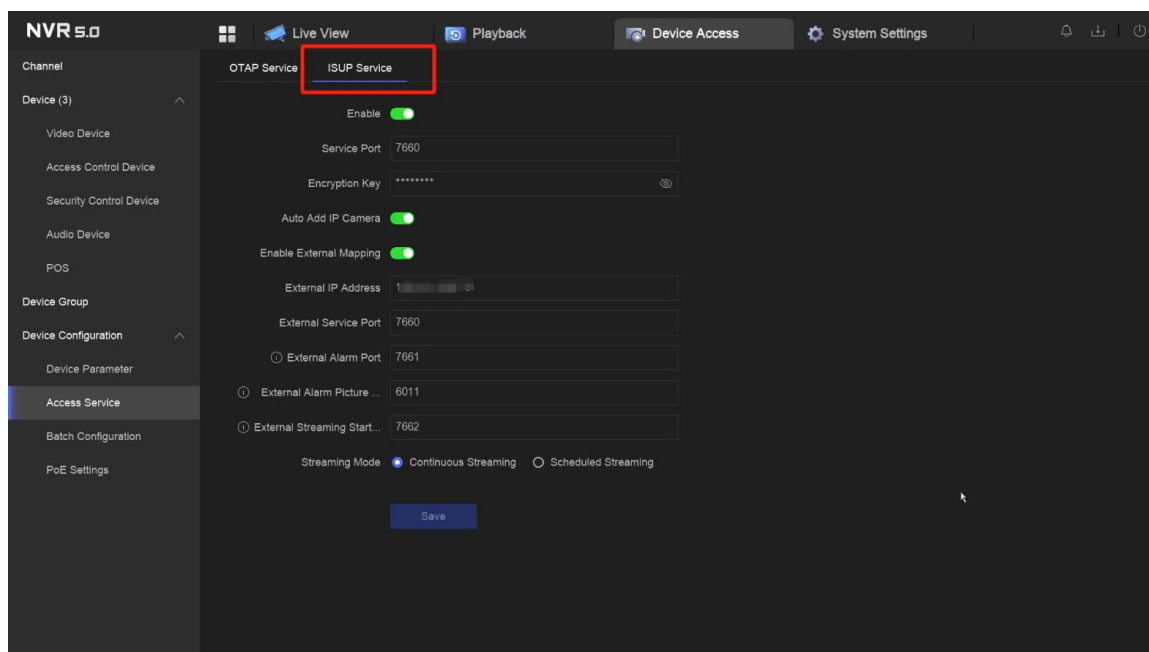 NVR 5.0
Live View
Playback
Device Access
System Settings
Channel
Device (3)
Video Device
Access Control Device
Security Control Device
Audio Device
POS
Device Group
Device Configuration
Device Parameter
Access Service
Batch Configuration
PoE Settings
OTAP Service
ISUP Service
Enable
Service Port 7660
Encryption Key ********
Auto Add IP Camera
Enable External Mapping
External IP Address 1
External Service Port 7660
External Alarm Port 7661
External Alarm Picture ... 6011
External Streaming Start... 7662
Streaming Mode Continuous Streaming Scheduled Streaming
Save